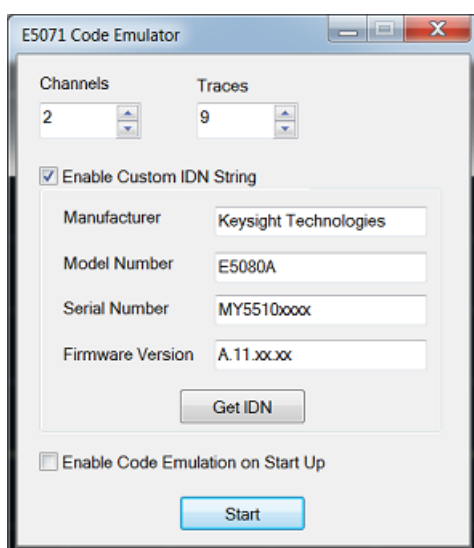 E5071 Code Emulator
Channels Traces
2 9
Enable Custom IDN String
Manufacturer Keysight Technologies
Model Number E5080A
Serial Number MY5510xxxx
Firmware Version A.11.xx.xx
Get IDN
Enable Code Emulation on Start Up
Start